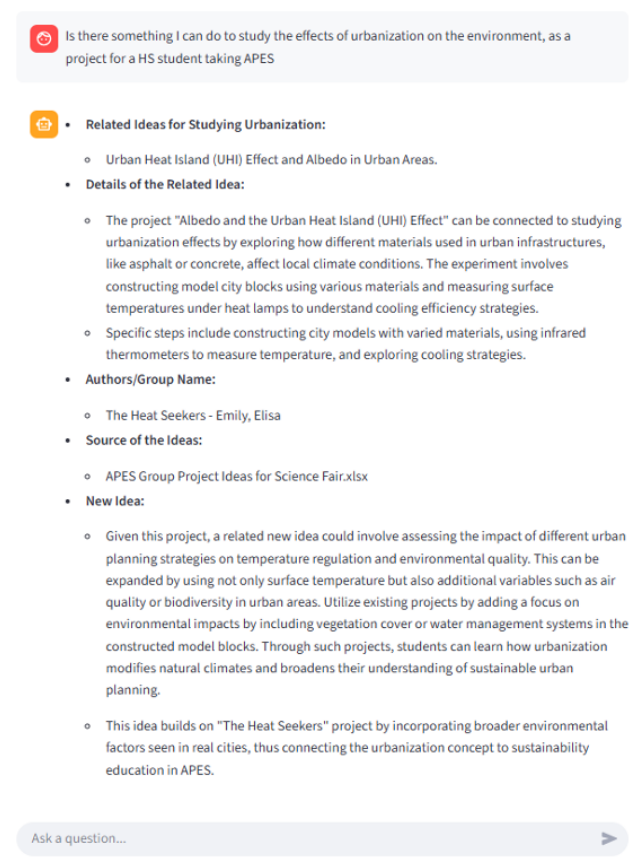 Is there something I can do to study the effects of urbanization on the environment, as a
project for a HS student taking APES
• Related Ideas for Studying Urbanization:
◦ Urban Heat Island (UHI) Effect and Albedo in Urban Areas.
• Details of the Related Idea:
◦ The project "Albedo and the Urban Heat Island (UHI) Effect" can be connected to studying
urbanization effects by exploring how different materials used in urban infrastructures,
like asphalt or concrete, affect local climate conditions. The experiment involves
constructing model city blocks using various materials and measuring surface
temperatures under heat lamps to understand cooling efficiency strategies.
◦ Specific steps include constructing city models with varied materials, using infrared
thermometers to measure temperature, and exploring cooling strategies.
• Authors/Group Name:
◦ The Heat Seekers - Emily, Elisa
• Source of the Ideas:
◦ APES Group Project Ideas for Science Fair.xlsx
• New Idea:
◦ Given this project, a related new idea could involve assessing the impact of different urban
planning strategies on temperature regulation and environmental quality. This can be
expanded by using not only surface temperature but also additional variables such as air
quality or biodiversity in urban areas. Utilize existing projects by adding a focus on
environmental impacts by including vegetation cover or water management systems in the
constructed model blocks. Through such projects, students can learn how urbanization
modifies natural climates and broadens their understanding of sustainable urban
planning.
◦ This idea builds on "The Heat Seekers" project by incorporating broader environmental
factors seen in real cities, thus connecting the urbanization concept to sustainability
education in APES.
Ask a question...